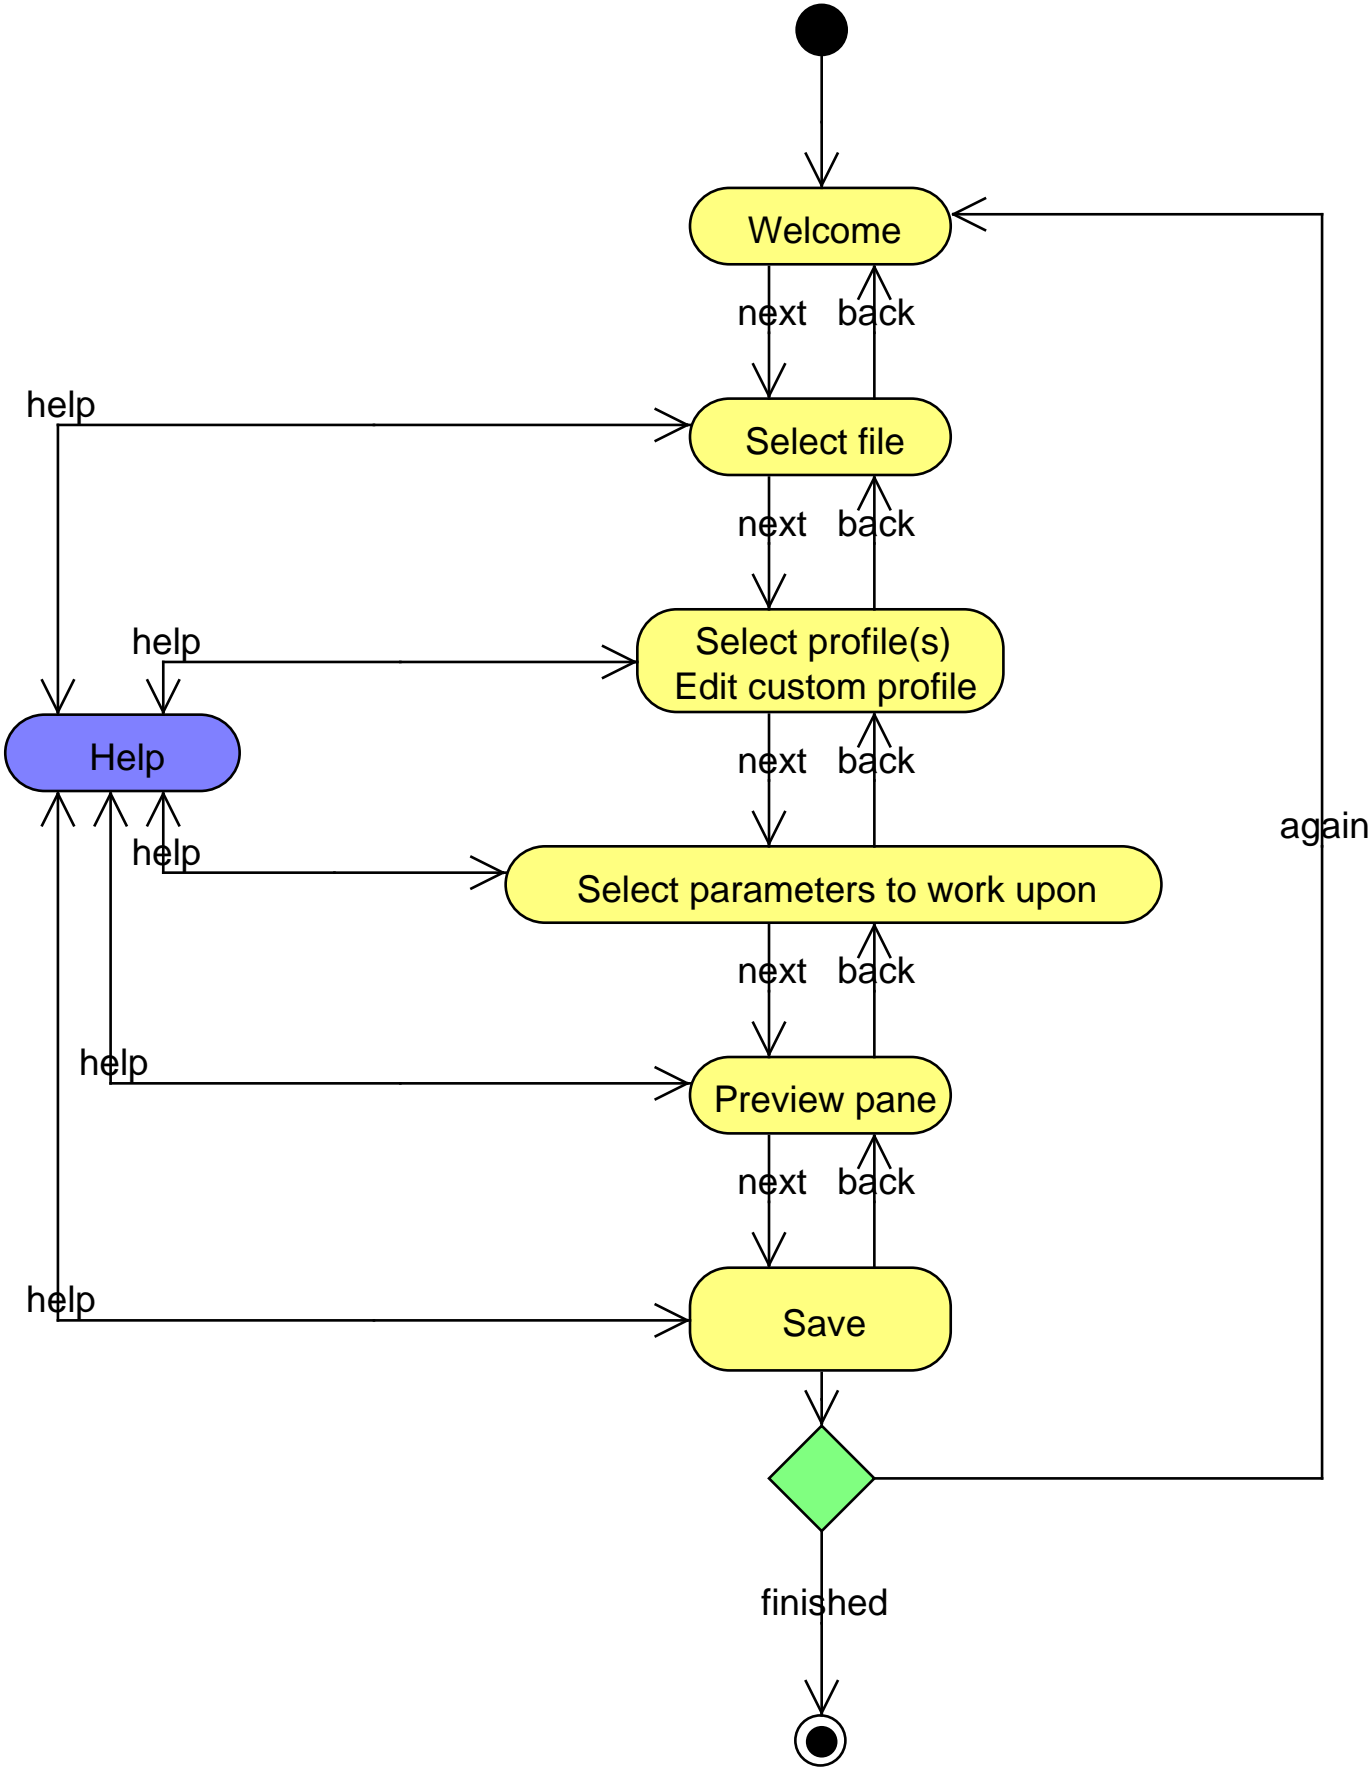 Welcome
next back
help
Select file
next back
help
Select profile(s)
Edit custom profile
Help
next back
again
help
Select parameters to work upon
next back
help
Preview pane
next back
help
Save
finished